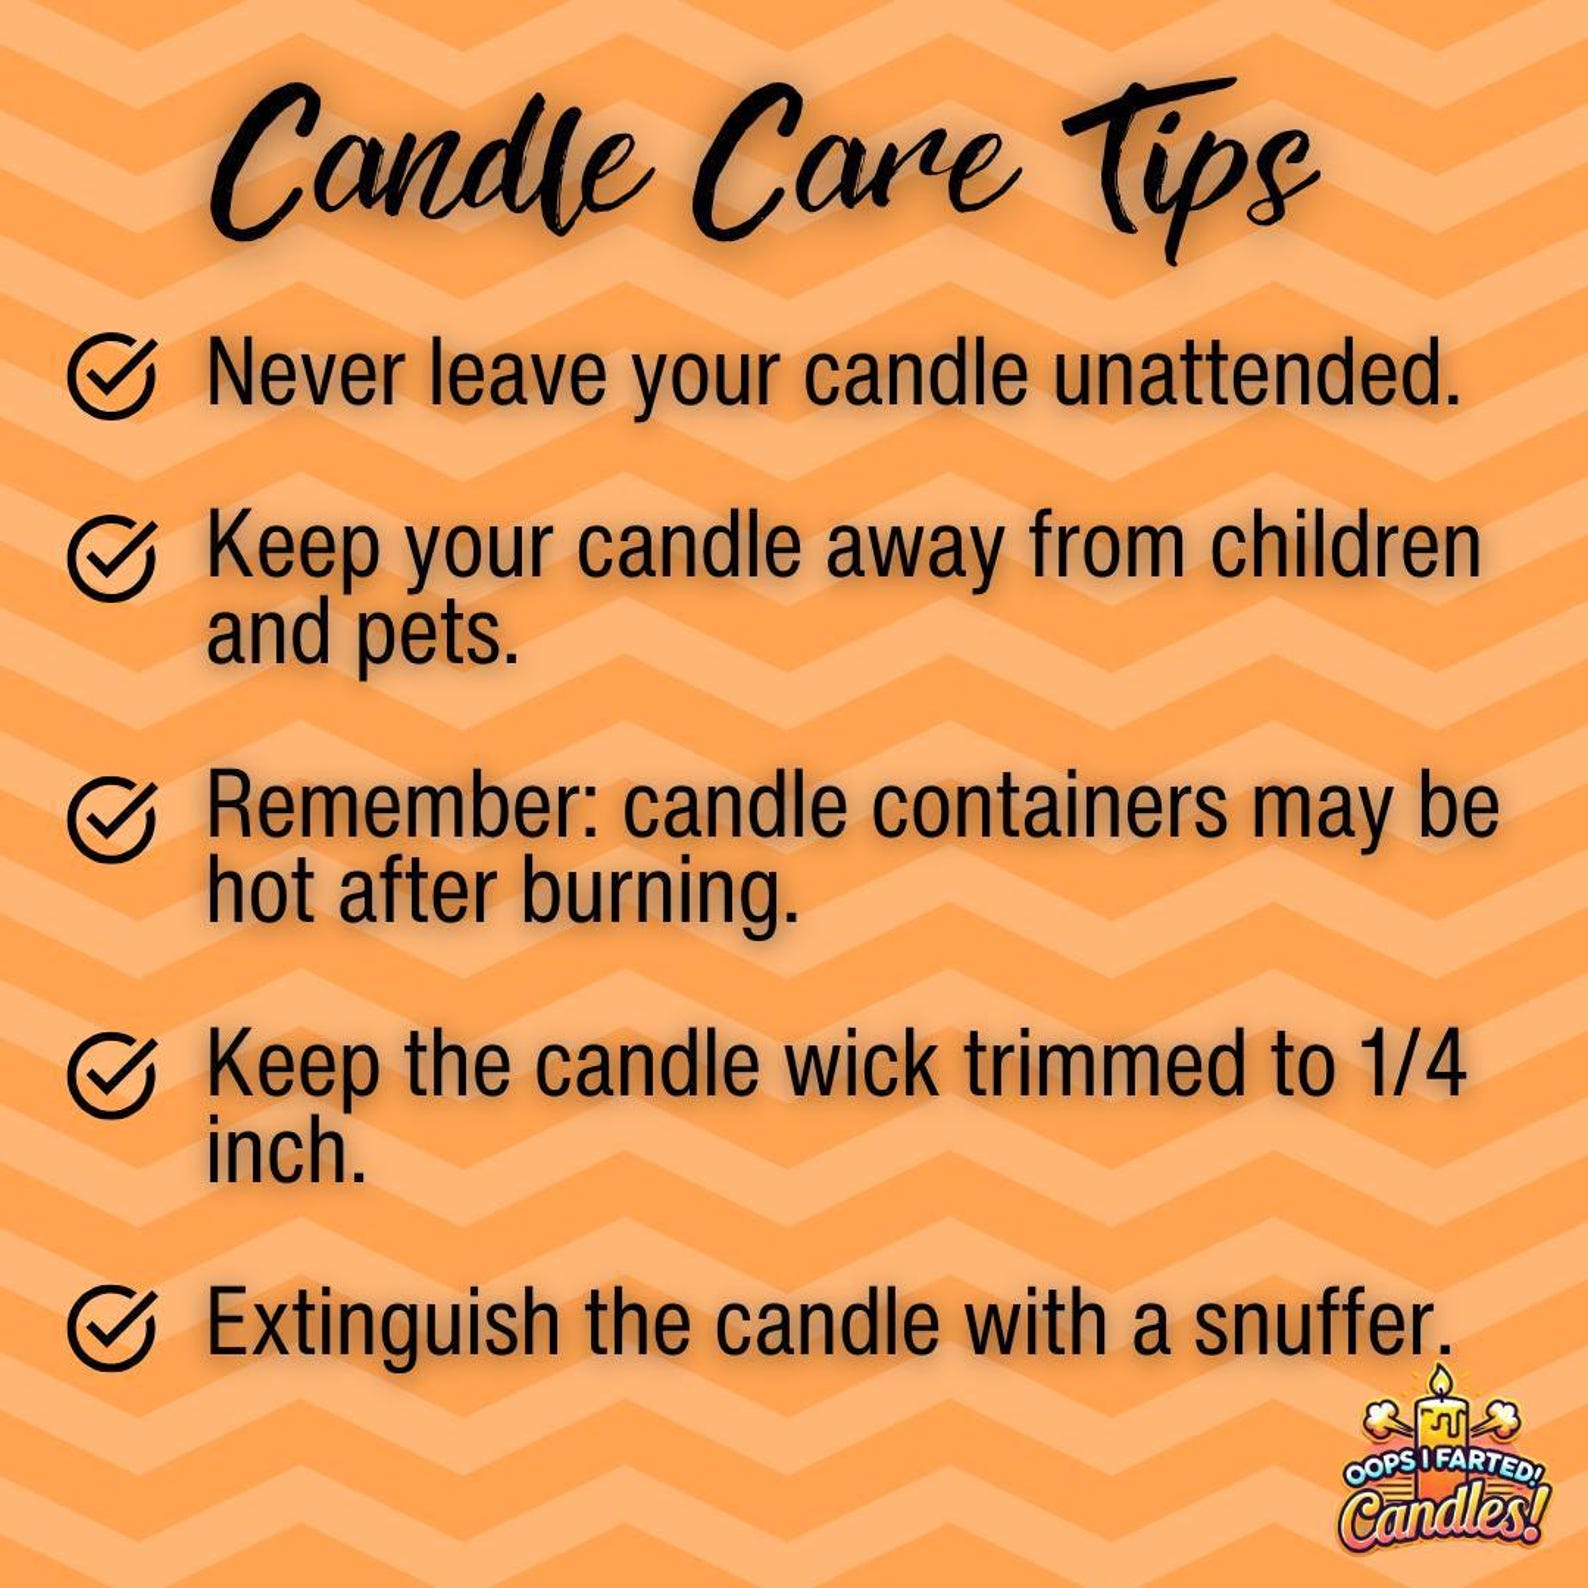 Candle Care Tips
Never leave your candle unattended.
Keep your candle away from children
and pets.
Remember: candle containers may be
hot after burning.
Keep the candle wick trimmed to 1/4
inch.
Extinguish the candle with a snuffer.
OOPS I FARTED!
Candles!